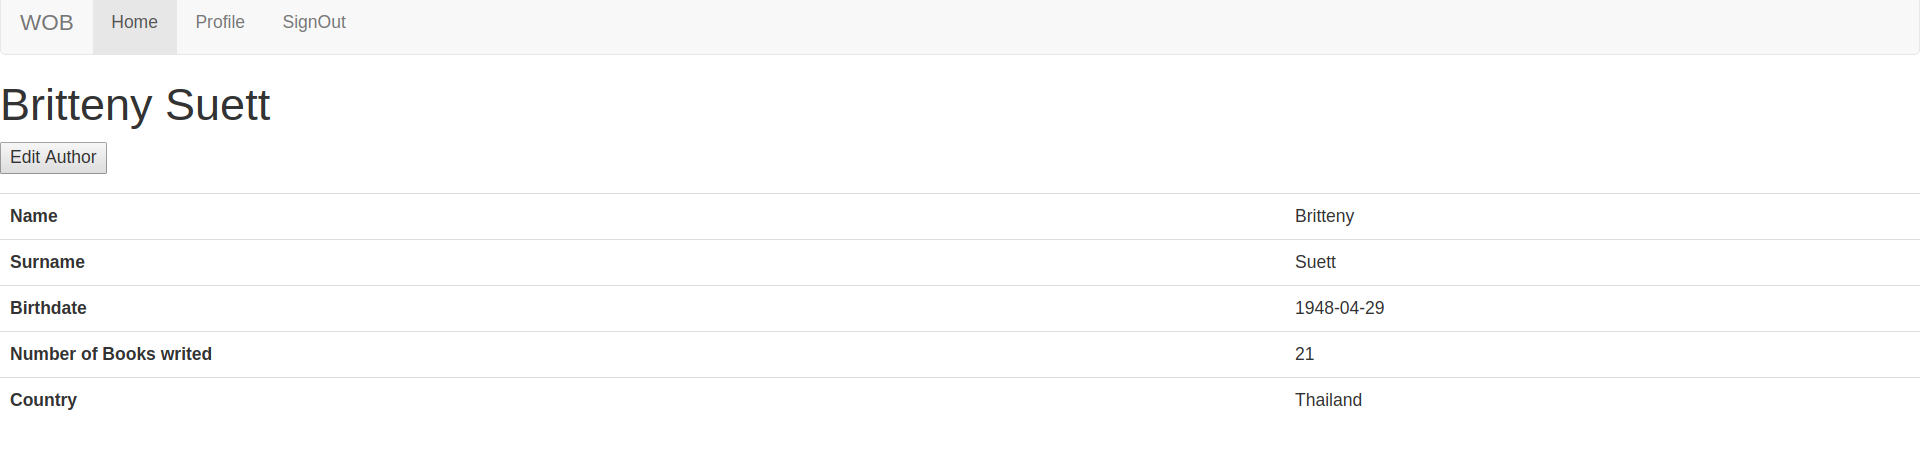 WOB Home Profile SignOut
Britteny Suett
Edit Author
Name Britteny
Surname Suett
Birthdate 1948-04-29
Number of Books writed 21
Country Thailand